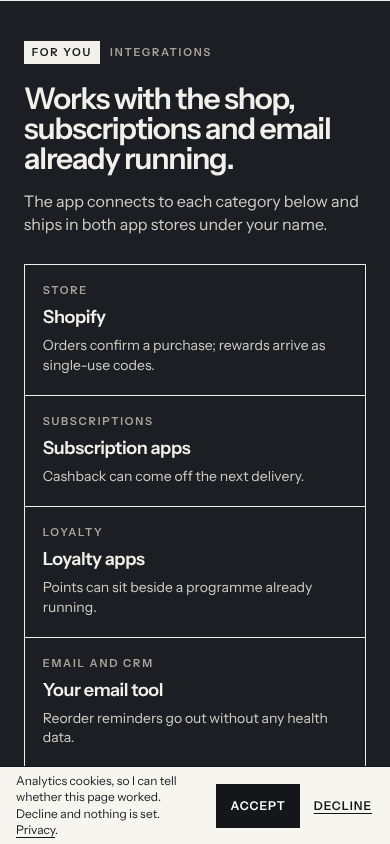 FOR YOU INTEGRATIONS
Works with the shop,
subscriptions and email
already running.
The app connects to each category below and
ships in both app stores under your name.
STORE
Shopify
Orders confirm a purchase; rewards arrive as
single-use codes.
SUBSCRIPTIONS
Subscription apps
Cashback can come off the next delivery.
LOYALTY
Loyalty apps
Points can sit beside a programme already
running.
EMAIL AND CRM
Your email tool
Reorder reminders go out without any health
data.
Analytics cookies, so I can tell
whether this page worked.
Decline and nothing is set.
Privacy.
ACCEPT DECLINE